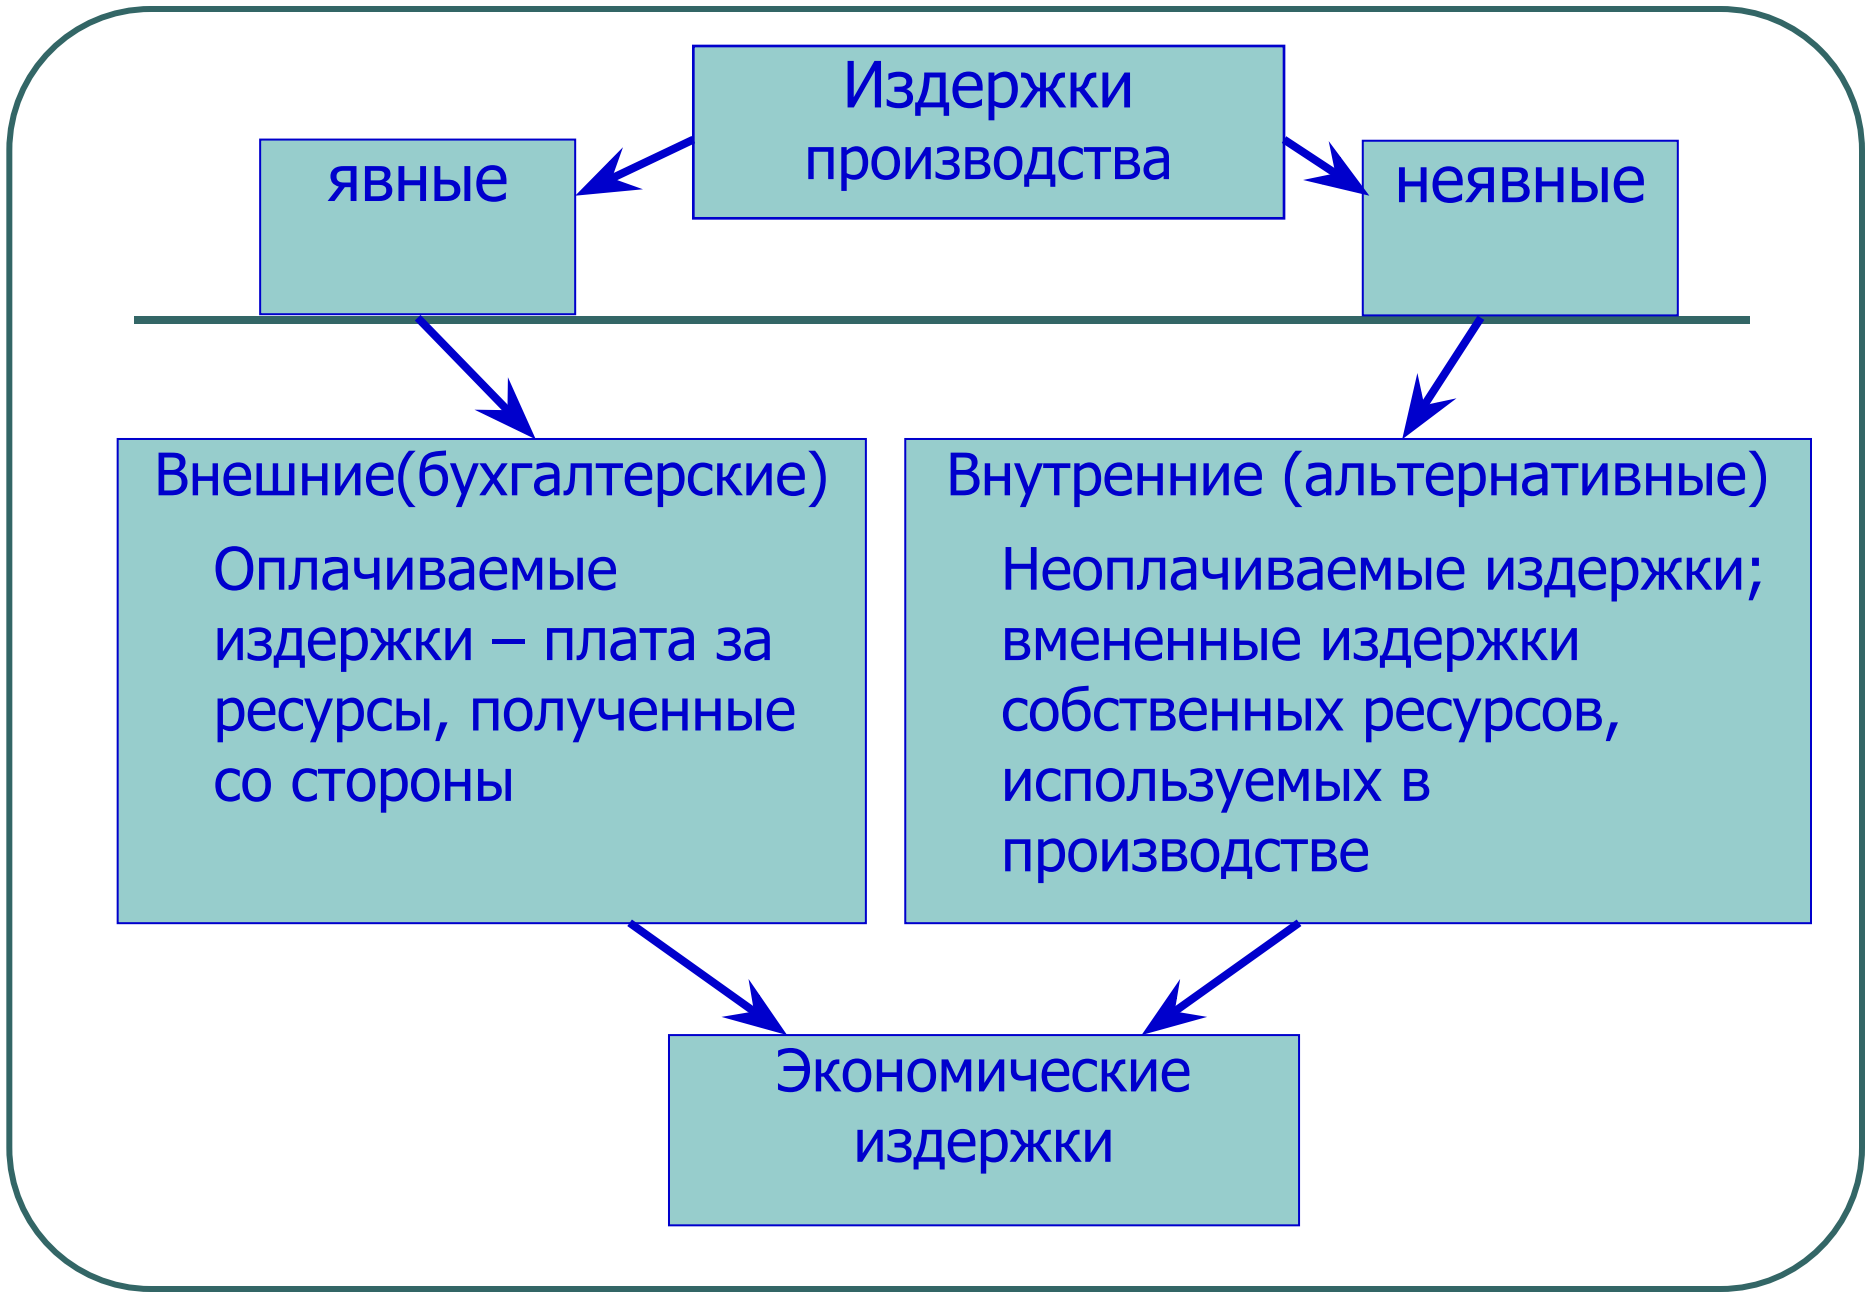 Издержки
производства
явные
неявные
Внешние(бухгалтерские)
Оплачиваемые
издержки – плата за
ресурсы, полученные
со стороны
Внутренние (альтернативные)
Неоплачиваемые издержки;
вмененные издержки
собственных ресурсов,
используемых в
производстве
Экономические
издержки